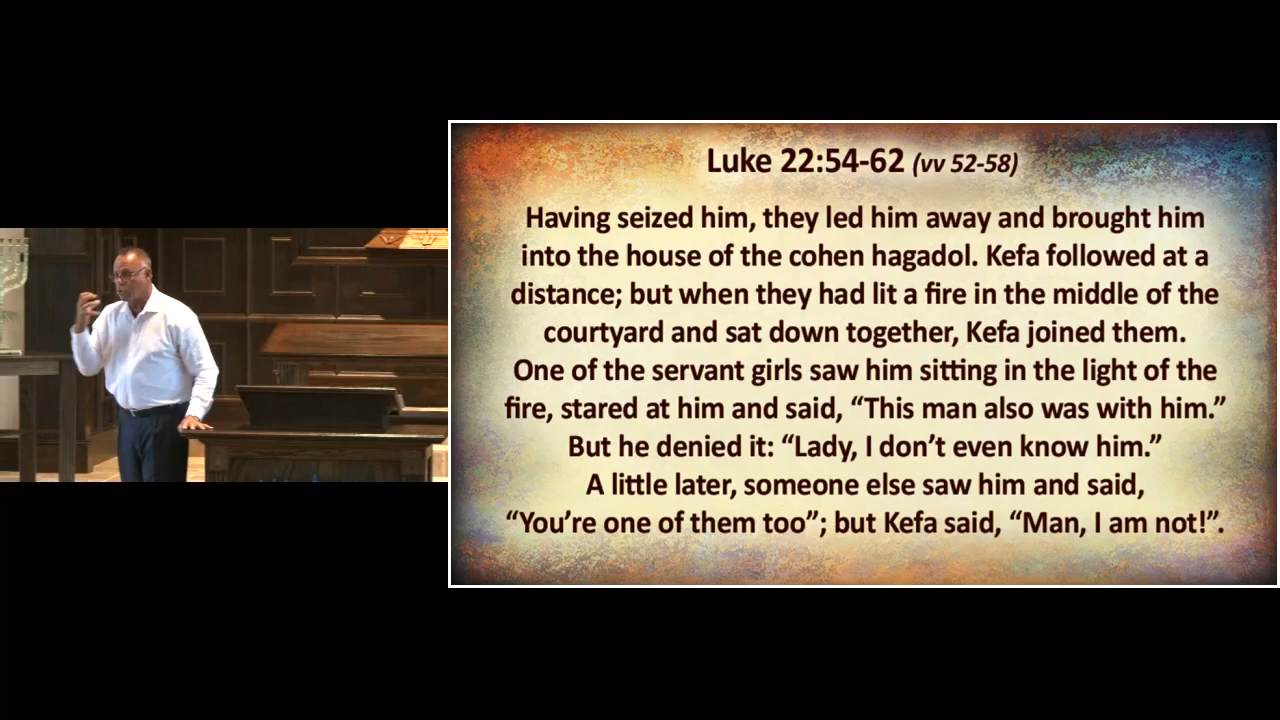 Luke 22:54-62 (vv 52-58)
Having seized him, they led him away and brought him
into the house of the cohen hagadol. Kefa followed at a
distance; but when they had lit a fire in the middle of the
courtyard and sat down together, Kefa joined them.
One of the servant girls saw him sitting in the light of the
fire, stared at him and said, “This man also was with him.”
But he denied it: “Lady, I don’t even know him.”
A little later, someone else saw him and said,
“You’re one of them too”; but Kefa said, “Man, I am not!”.